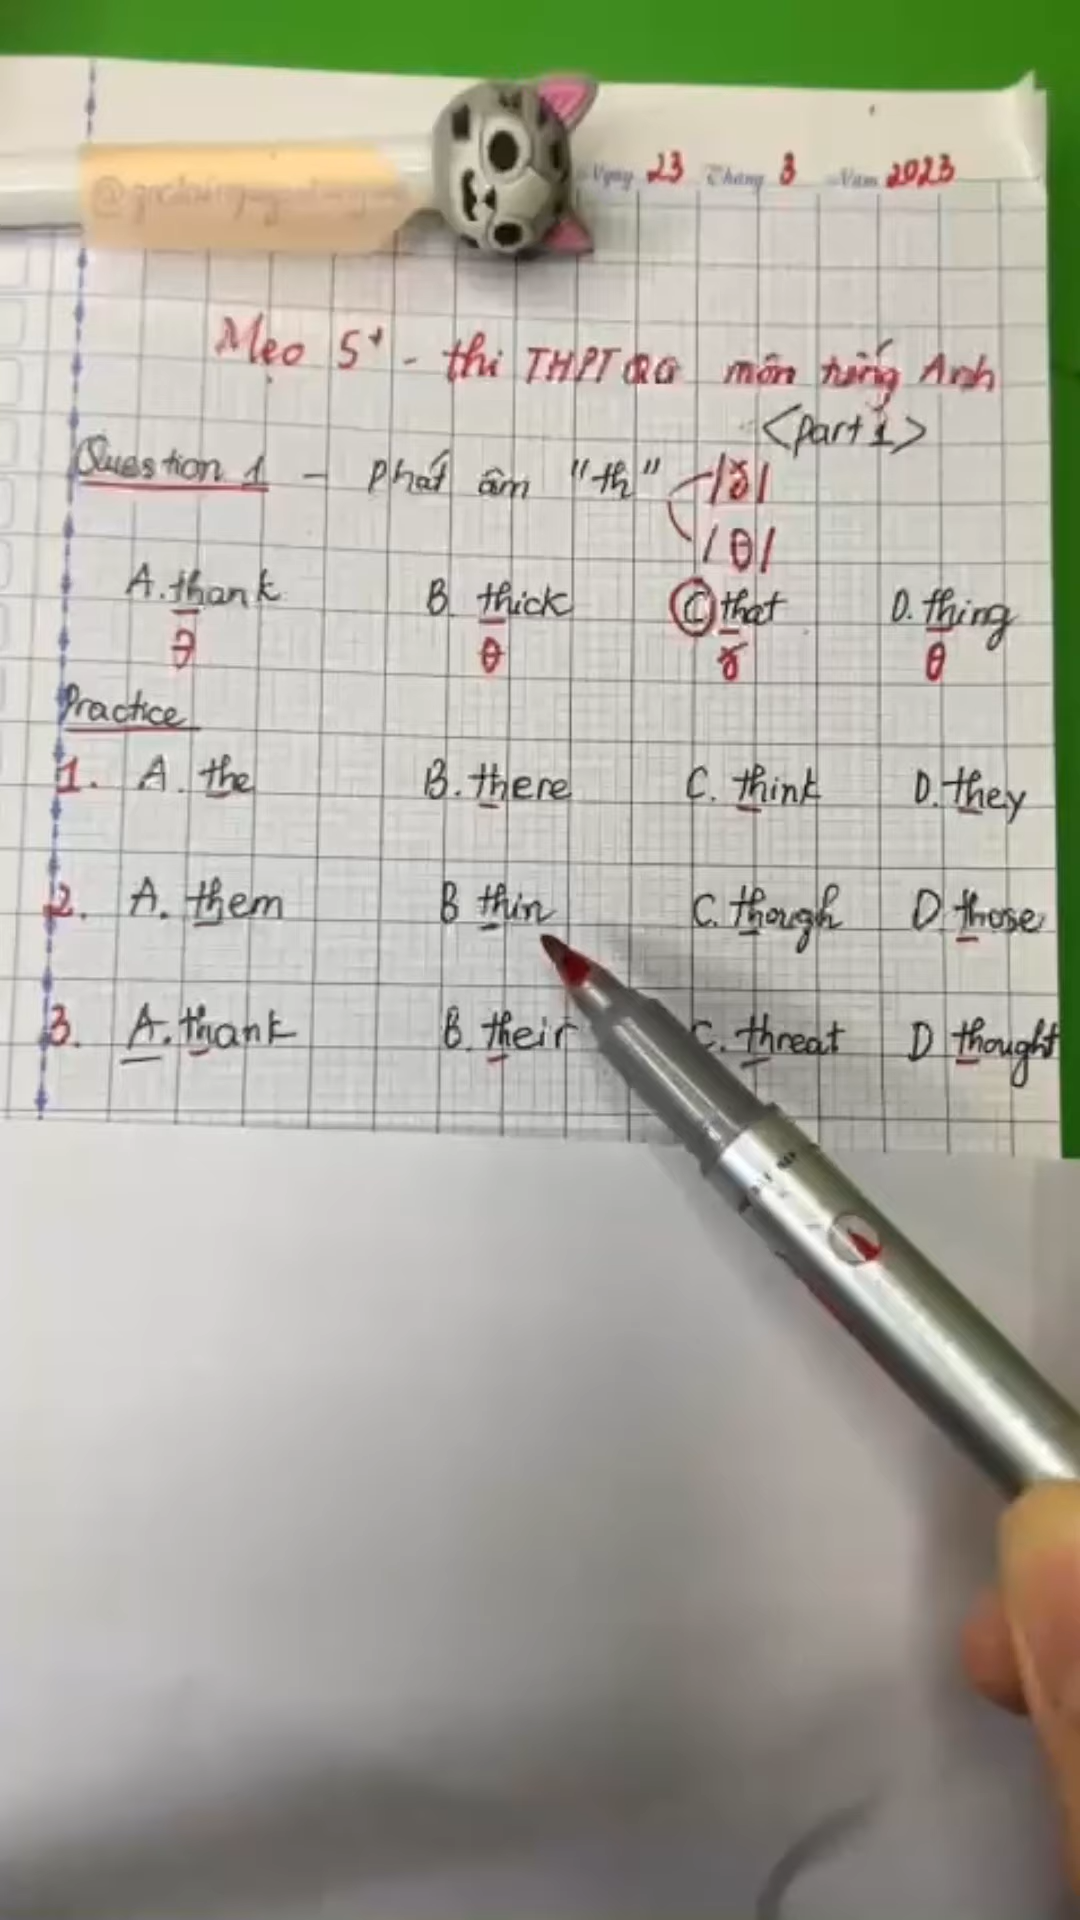 Ngày 23 Tháng 3 Năm 2023
Mẹo 5+ - thi THPTQG môn tiếng Anh
<part 1>
Question 1 - phát âm "th" /ð/
/θ/
A. thank B. thick C that D. thing
θ θ ð θ
Practice
1. A. the B. there C. think D. they
2. A. them B thin C. though D. those
3. A. thank B. their C. threat D thought